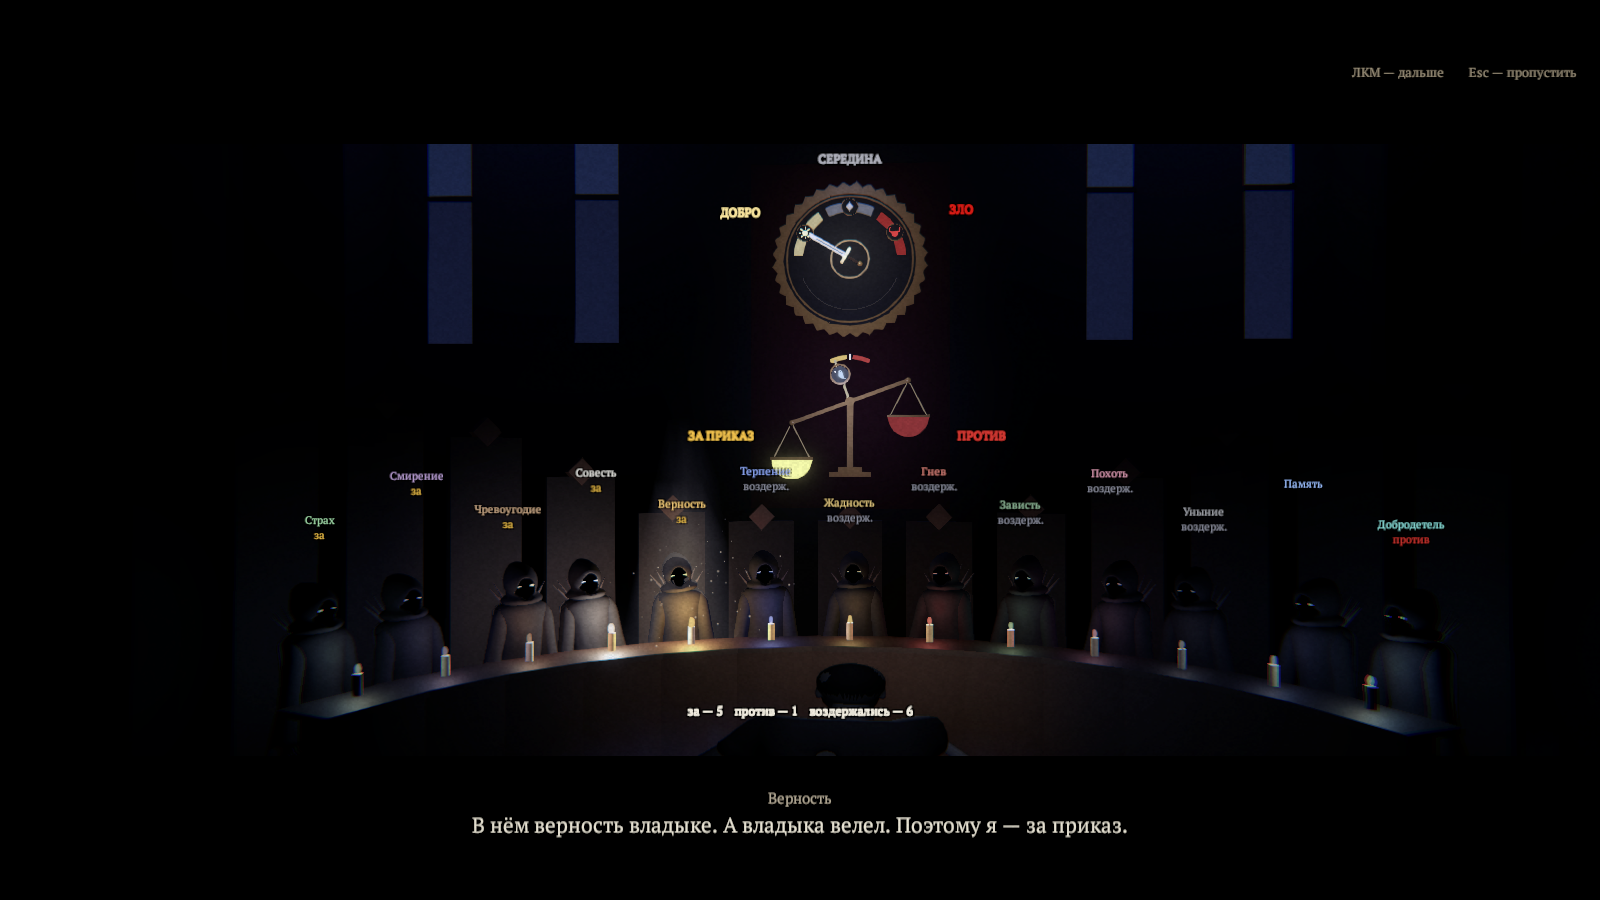 ЛКМ — дальше Esc — пропустить
СЕРЕДИНА
ДОБРО
ЗЛО
ЗА ПРИКАЗ
ПРОТИВ
Страх
за
Смирение
за
Чревоугодие
за
Совесть
за
Верность
за
Терпение
воздерж.
Жадность
воздерж.
Гнев
воздерж.
Зависть
воздерж.
Похоть
воздерж.
Уныние
воздерж.
Память
Добродетель
против
за — 5 против — 1 воздержались — 6
Верность
В нём верность владыке. А владыка велел. Поэтому я — за приказ.